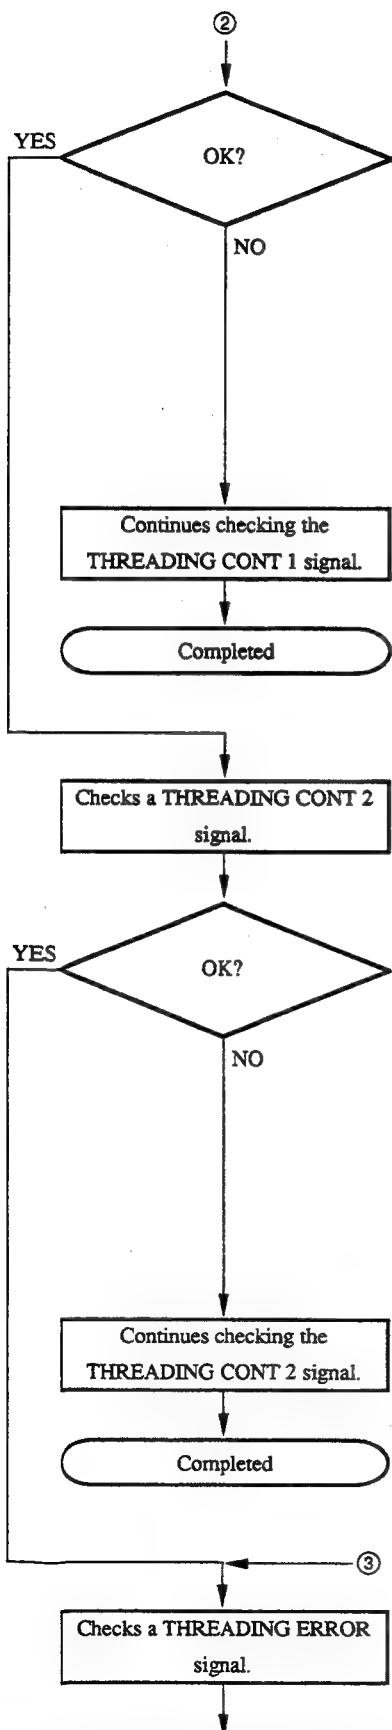 ②
YES
OK?
NO
Continues checking the
THREADING CONT 1 signal.
Completed
Checks a THREADING CONT 2
signal.
YES
OK?
NO
Continues checking the
THREADING CONT 2 signal.
Completed
③
Checks a THREADING ERROR
signal.